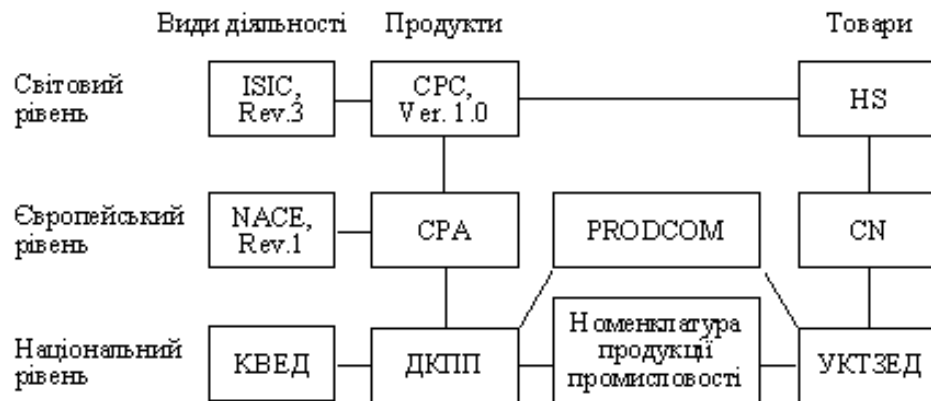 Види діяльності Продукти Товари
Світовий
рівень
ISIC,
Rev.3
CPC,
Ver. 1.0
HS
Європейський
рівень
NACE,
Rev.1
CPA
PRODCOM
CN
Національний
рівень
КВЕД
ДКПП
Номенклатура
продукції
промисловості
УКТЗЕД